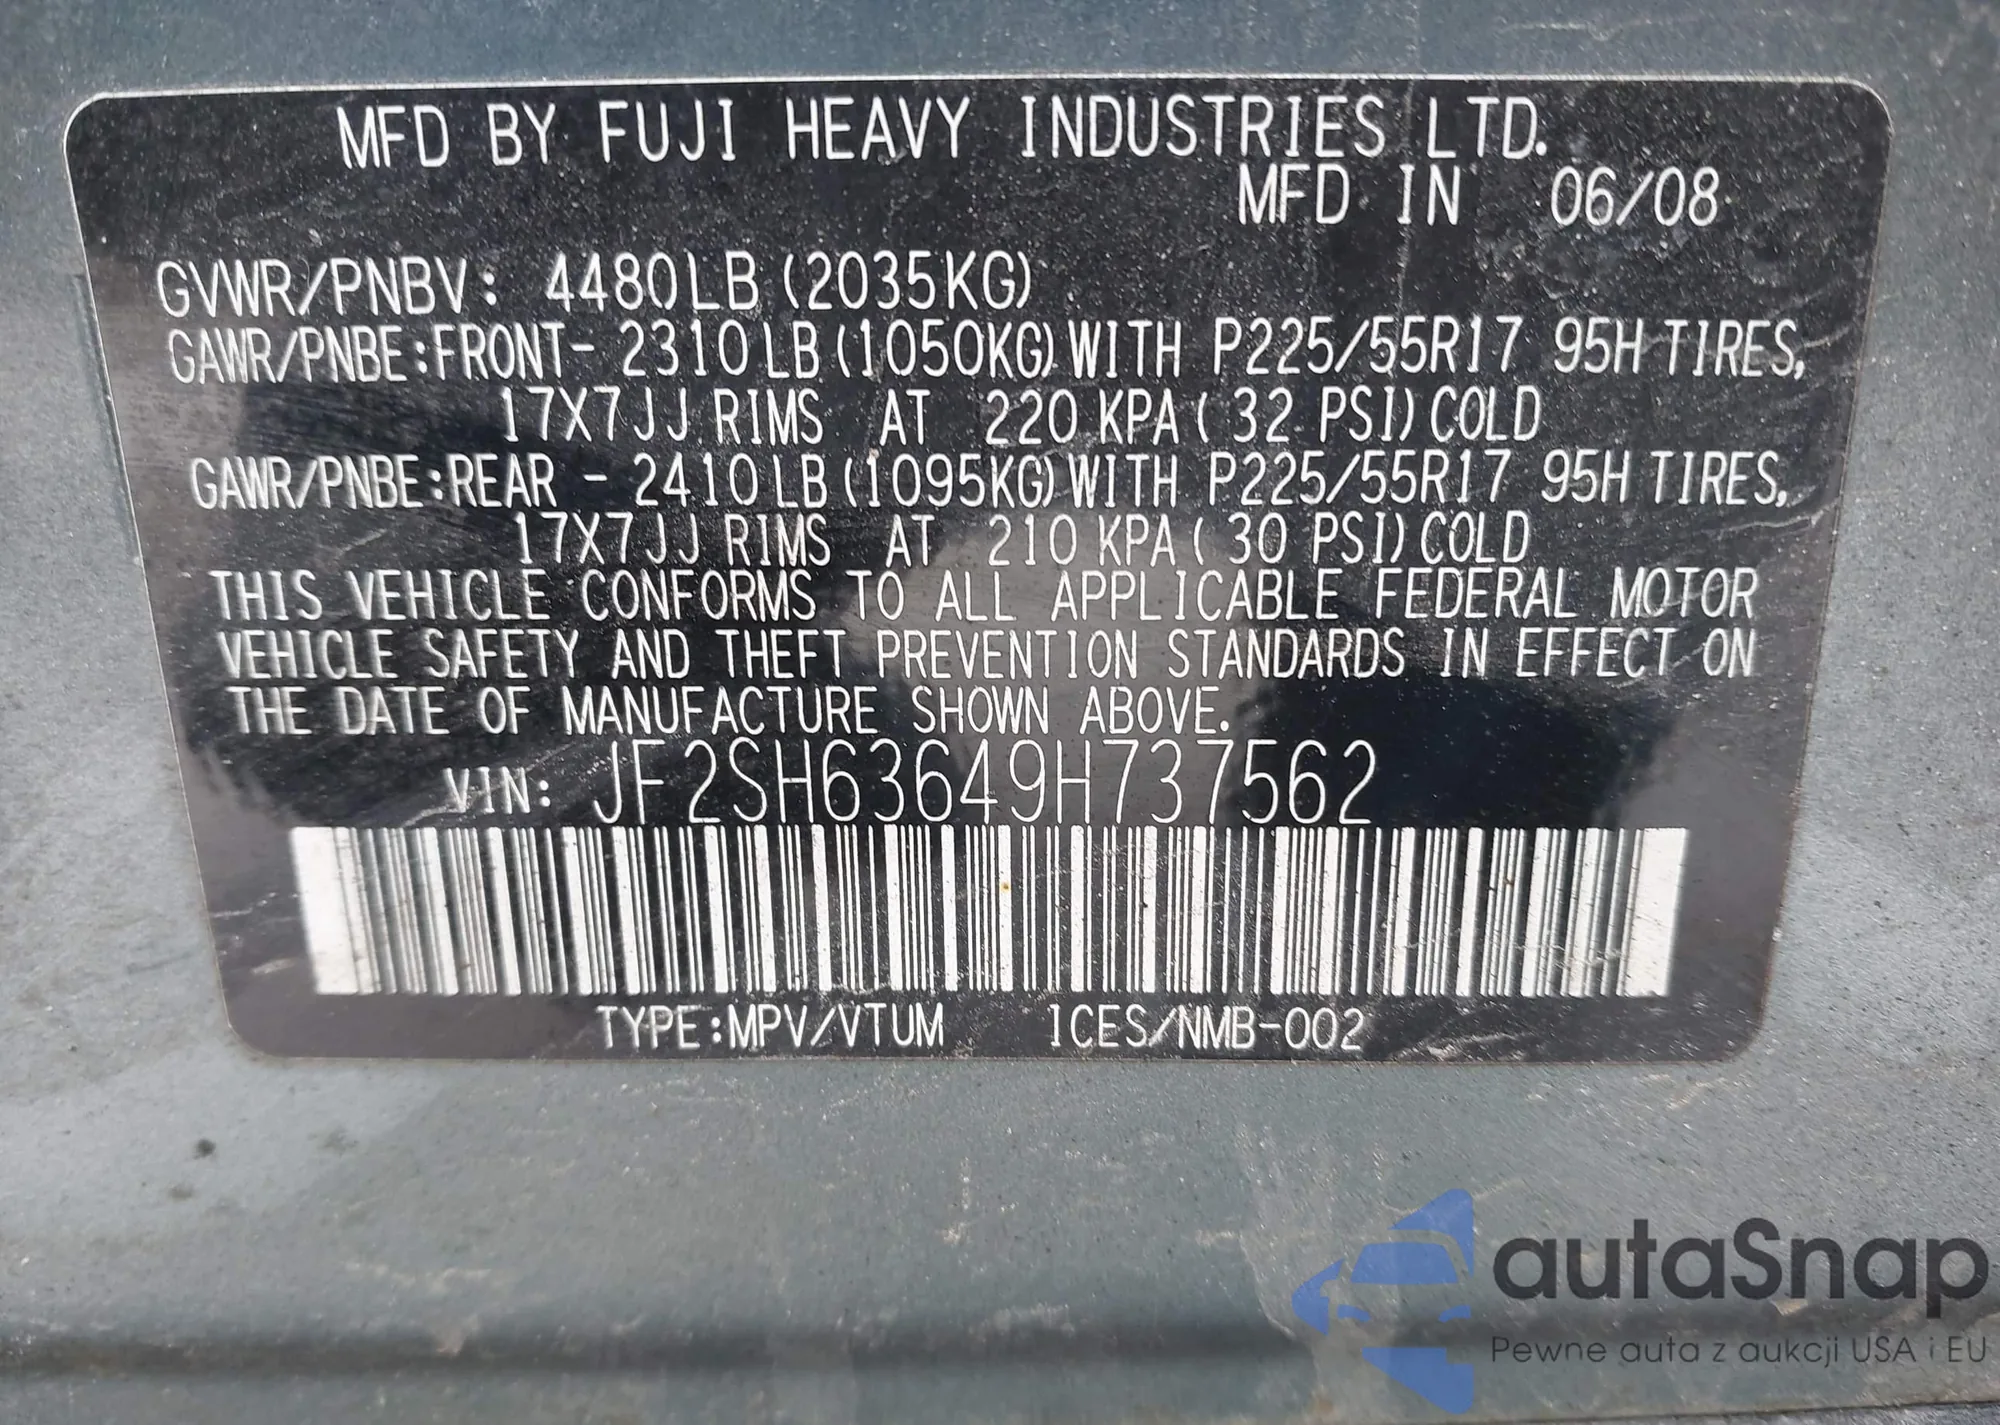 MFD BY FUJI HEAVY INDUSTRIES LTD.
MFD IN 06/08
GVWR/PNBV: 4480LB (2035KG)
GAWR/PNBE:FRONT- 2310LB (1050KG) WITH P225/55R17 95H TIRES,
17X7JJ RIMS AT 220 KPA ( 32 PSI) COLD
GAWR/PNBE:REAR - 2410LB (1095KG) WITH P225/55R17 95H TIRES,
17X7JJ RIMS AT 210 KPA ( 30 PSI) COLD
THIS VEHICLE CONFORMS TO ALL APPLICABLE FEDERAL MOTOR
VEHICLE SAFETY AND THEFT PREVENTION STANDARDS IN EFFECT ON
THE DATE OF MANUFACTURE SHOWN ABOVE.
VIN: JF2SH63649H737562
TYPE:MPV/VTUM ICES/NMB-002
autaSnap
Pewne auta z aukcji USA i EU